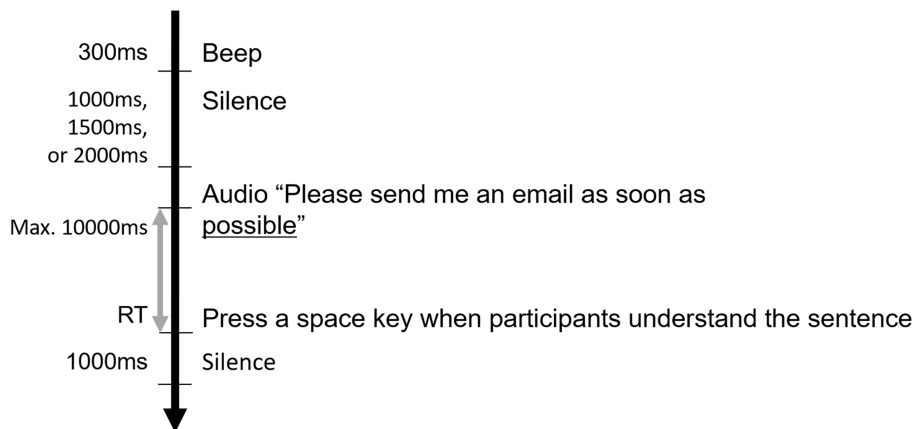 300ms Beep
1000ms, Silence
1500ms,
or 2000ms
Audio “Please send me an email as soon as
Max. 10000ms possible”
RT Press a space key when participants understand the sentence
1000ms Silence